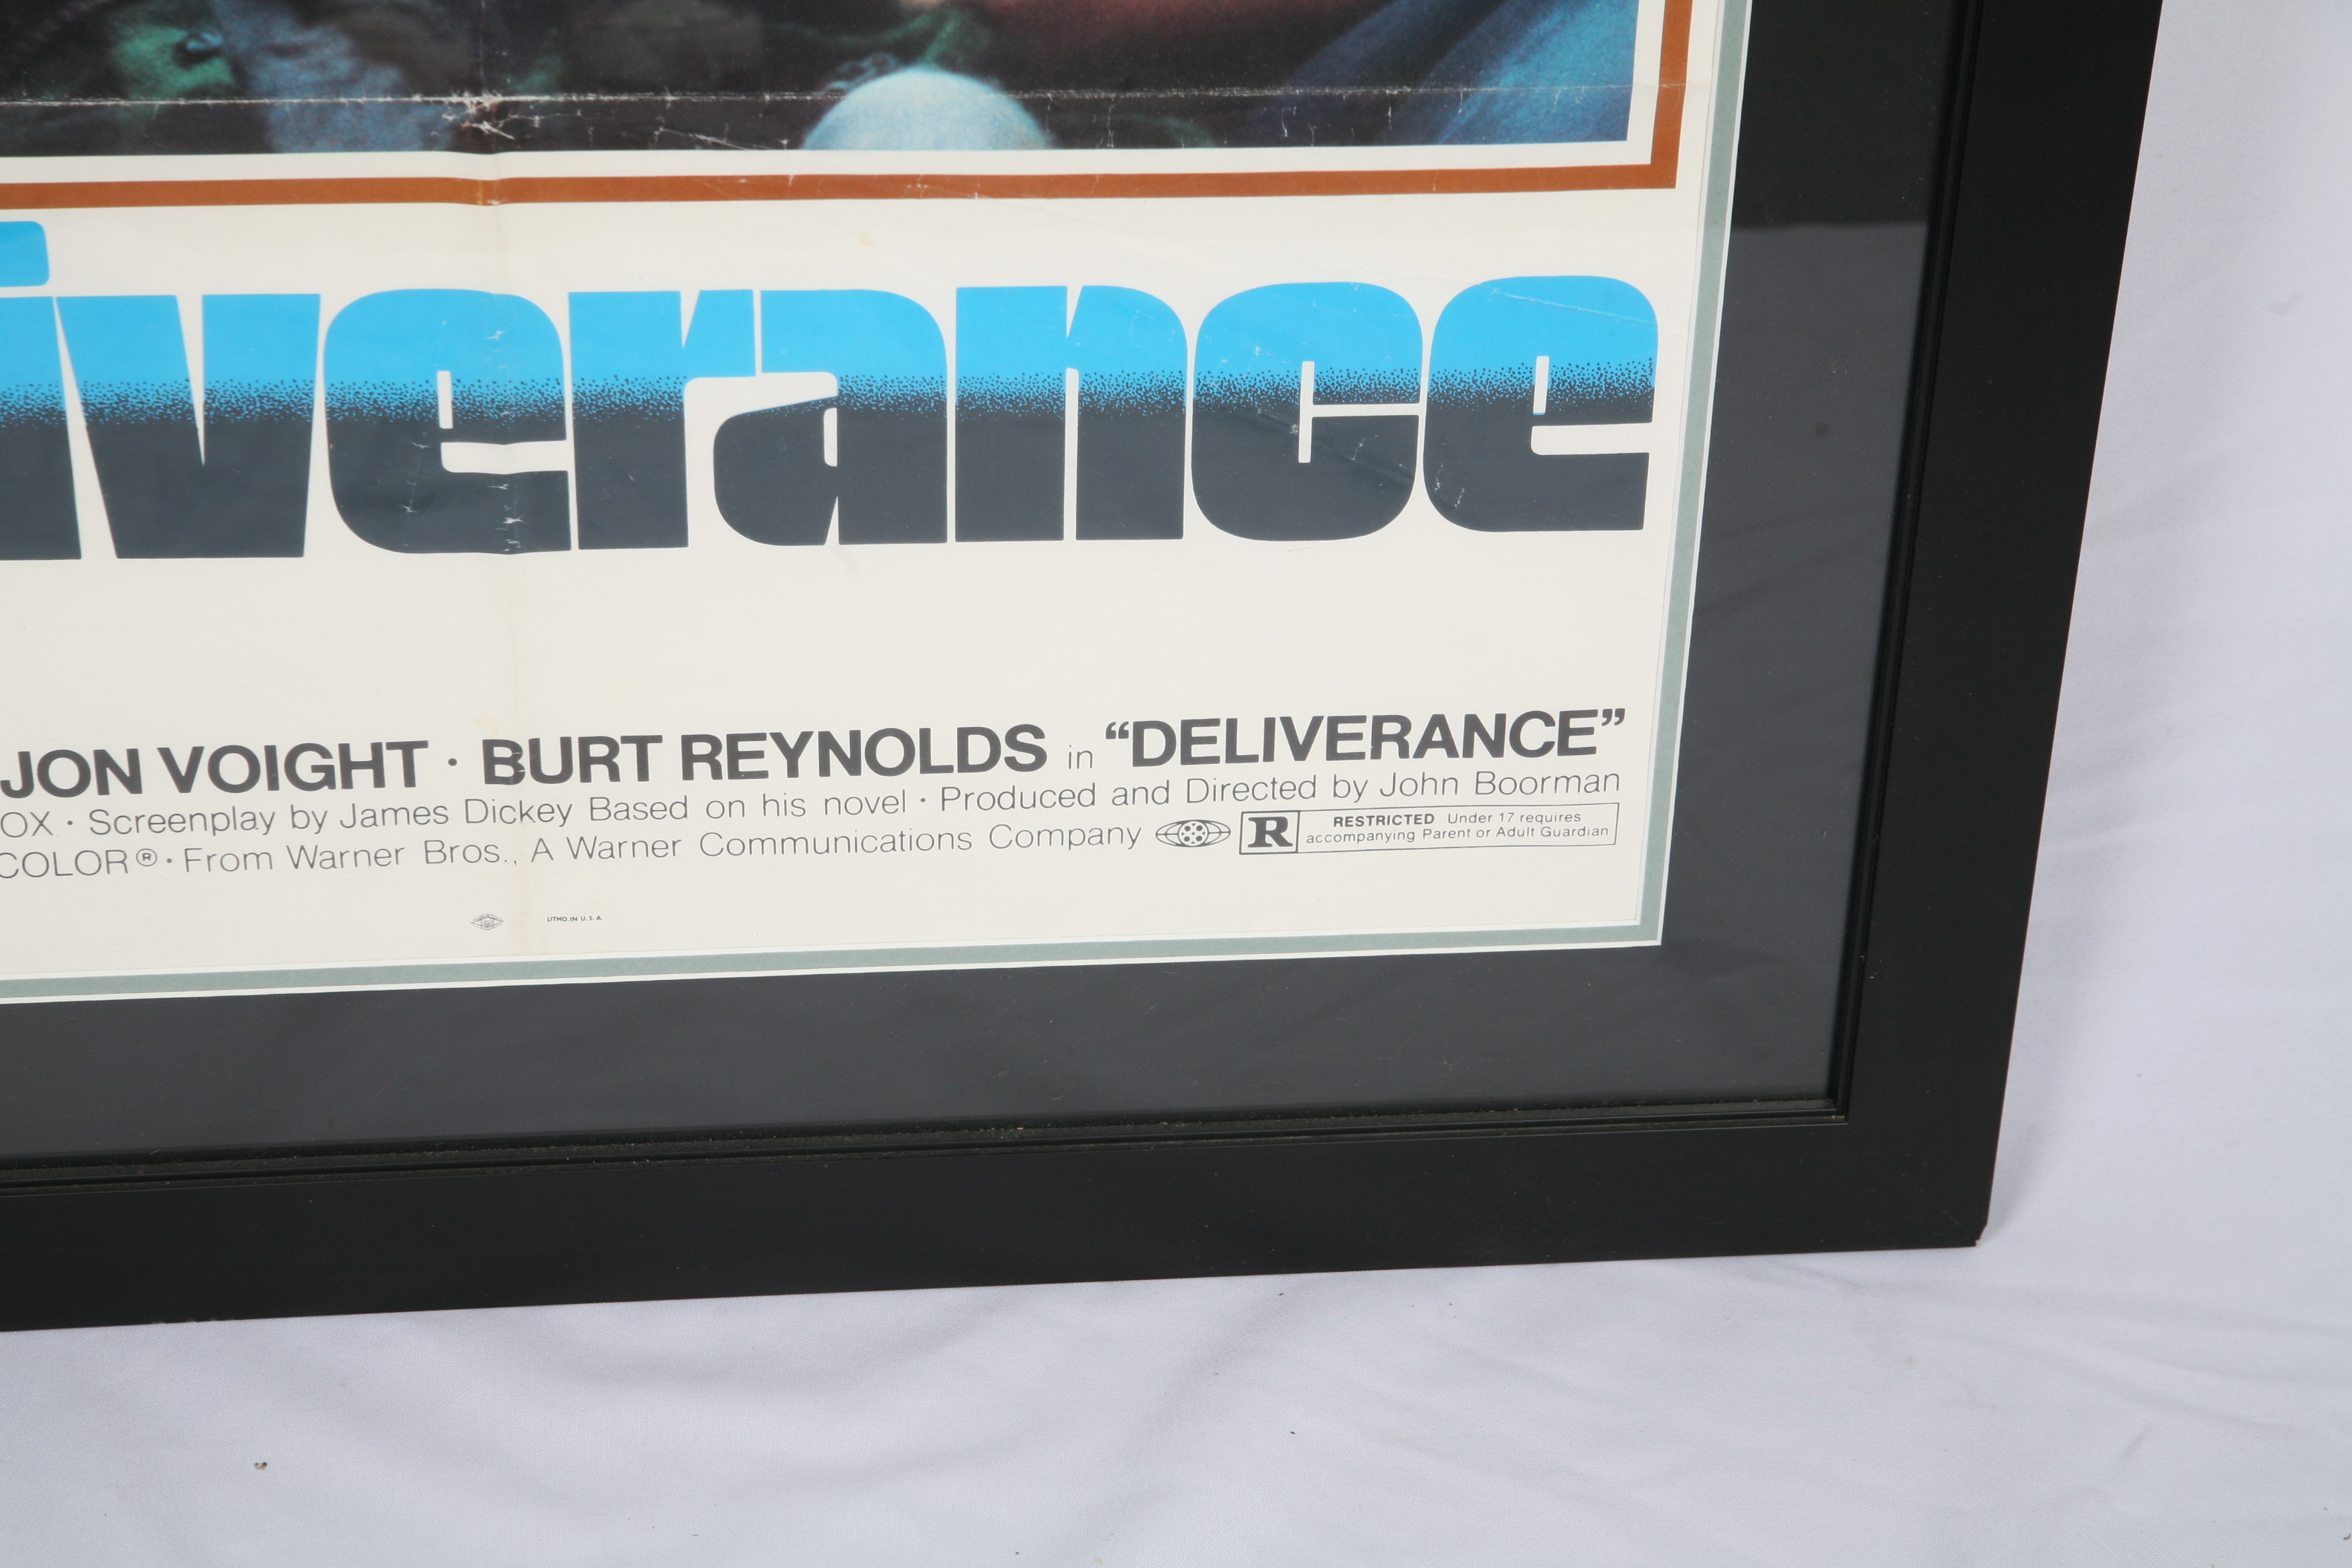 iverance
JON VOIGHT · BURT REYNOLDS in “DELIVERANCE”
OX · Screenplay by James Dickey Based on his novel · Produced and Directed by John Boorman
COLOR® · From Warner Bros., A Warner Communications Company R RESTRICTED Under 17 requires
accompanying Parent or Adult Guardian
LITHO. IN U. S. A.